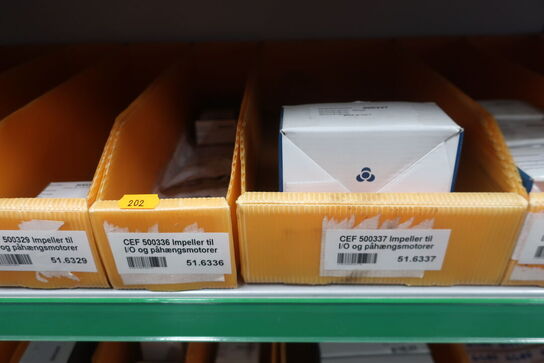 500329 Impeller til
og påhængsmotorer
51.6329
202
CEF 500336 Impeller til
I/O og påhængsmotorer
51.6336
CEF 500337 Impeller til
I/O og påhængsmotorer
51.6337